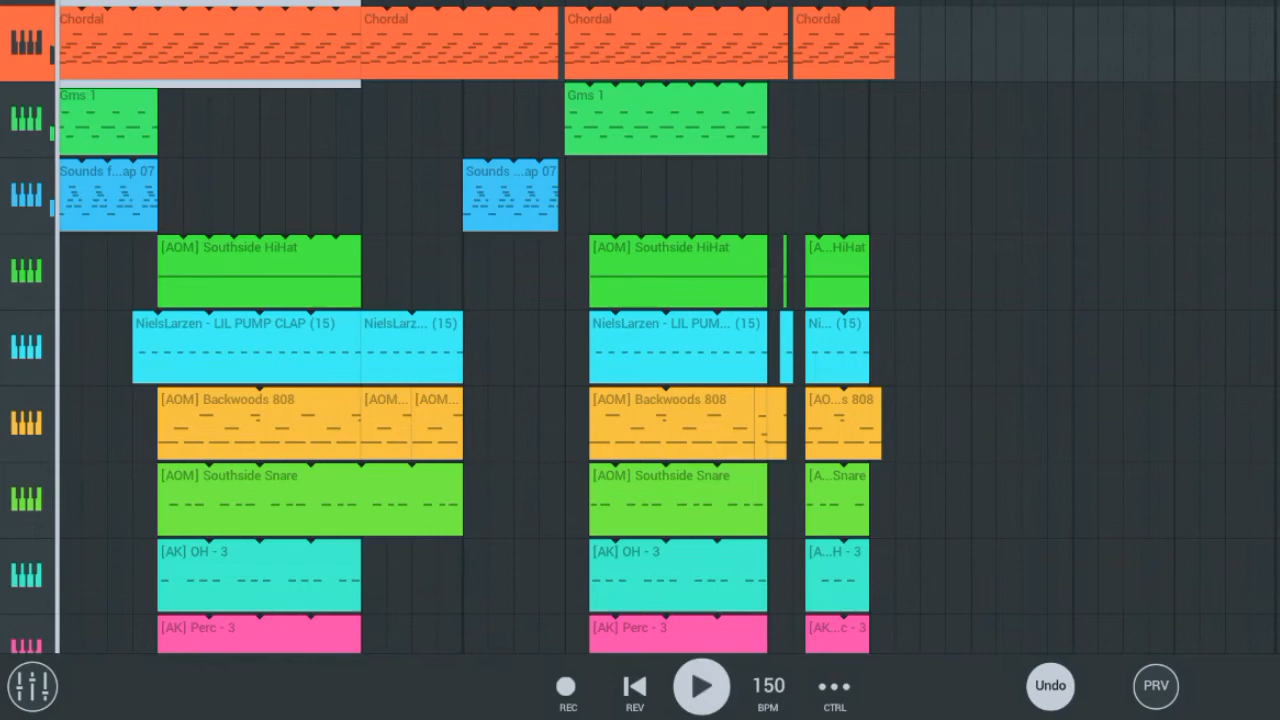 Chordal Chordal Chordal Chordal
Gms 1 Gms 1
Sounds f...ap 07 Sounds ...ap 07
[AOM] Southside HiHat [AOM] Southside HiHat [A...HiHat
NielsLarzen - LIL PUMP CLAP (15) NielsLarz... (15) NielsLarzen - LIL PUM... (15) Ni... (15)
[AOM] Backwoods 808 [AOM... [AOM... [AOM] Backwoods 808 [AO...s 808
[AOM] Southside Snare [AOM] Southside Snare [A...Snare
[AK] OH - 3 [AK] OH - 3 [A...H - 3
[AK] Perc - 3 [AK] Perc - 3 [AK...c - 3
150 Undo PRV
REC REV BPM CTRL